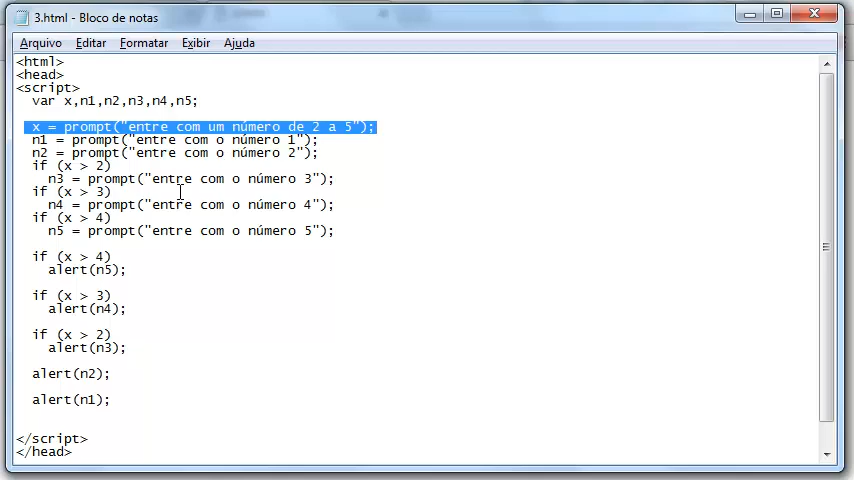 3.html - Bloco de notas
Arquivo Editar Formatar Exibir Ajuda
<html>
<head>
<script>
  var x,n1,n2,n3,n4,n5;

  x = prompt("entre com um número de 2 a 5");
  n1 = prompt("entre com o número 1");
  n2 = prompt("entre com o número 2");
  if (x > 2)
    n3 = prompt("entre com o número 3");
  if (x > 3)
    n4 = prompt("entre com o número 4");
  if (x > 4)
    n5 = prompt("entre com o número 5");

  if (x > 4)
    alert(n5);

  if (x > 3)
    alert(n4);

  if (x > 2)
    alert(n3);

  alert(n2);

  alert(n1);

</script>
</head>